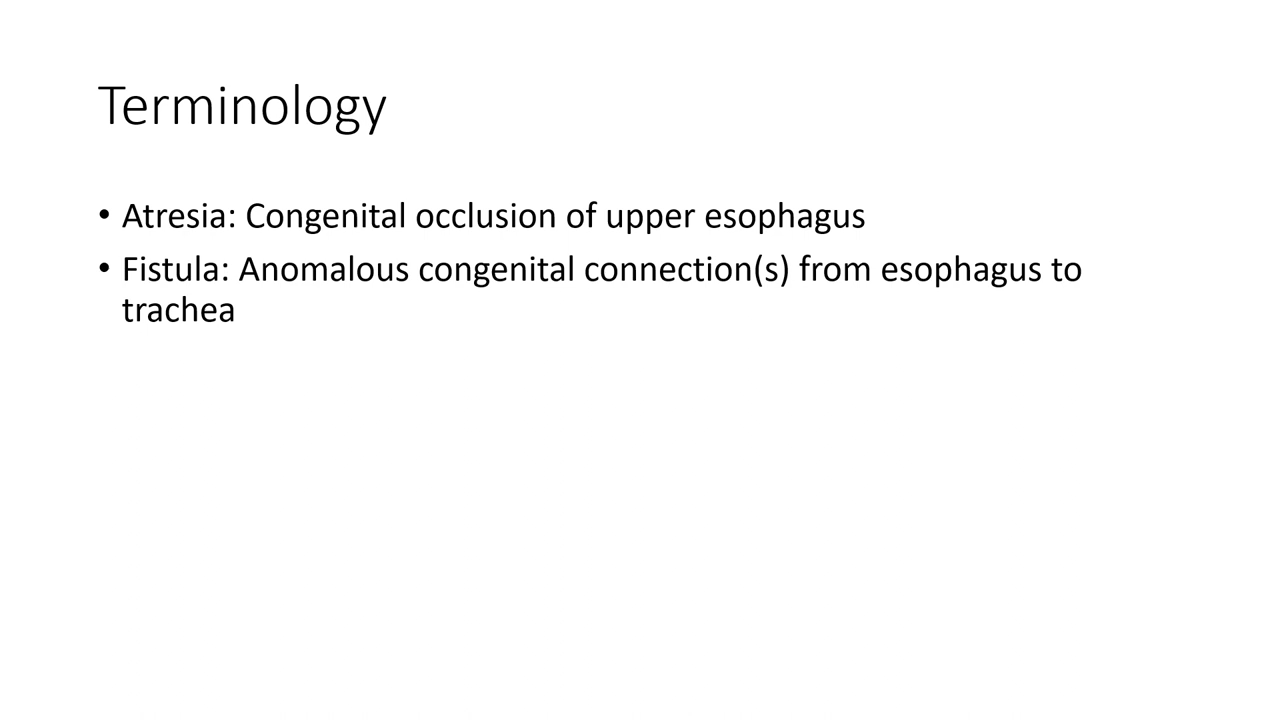 Terminology
• Atresia: Congenital occlusion of upper esophagus
• Fistula: Anomalous congenital connection(s) from esophagus to
trachea